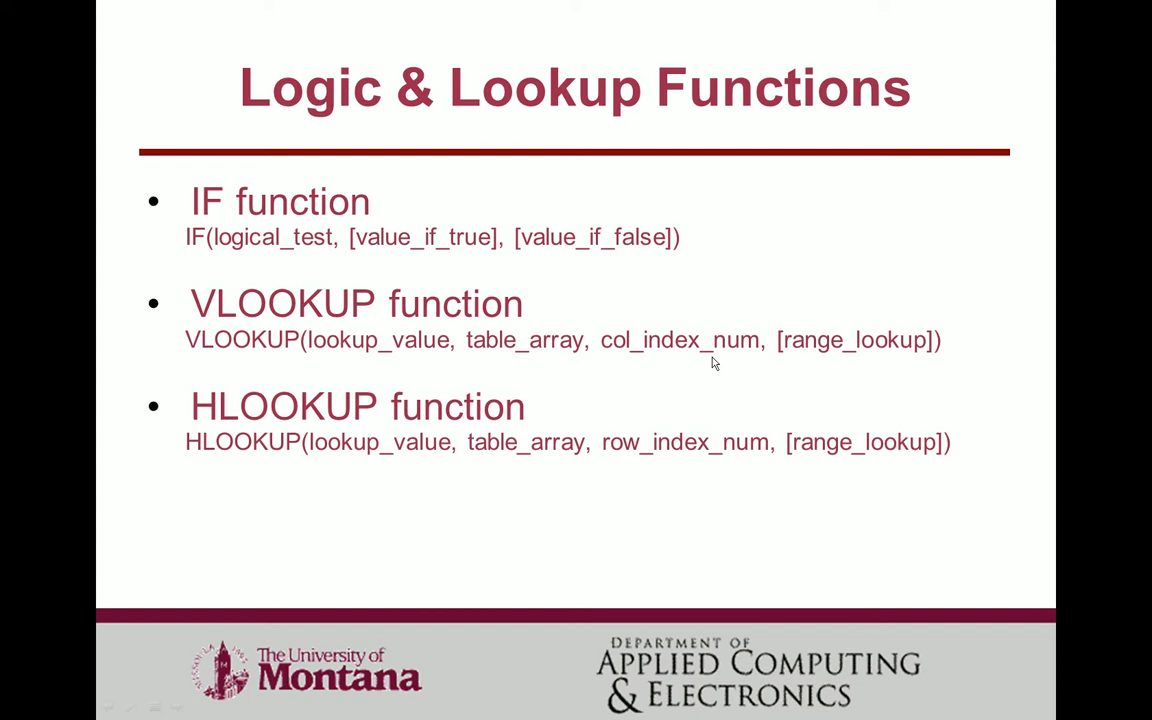 Logic & Lookup Functions
• IF function
IF(logical_test, [value_if_true], [value_if_false])
• VLOOKUP function
VLOOKUP(lookup_value, table_array, col_index_num, [range_lookup])
• HLOOKUP function
HLOOKUP(lookup_value, table_array, row_index_num, [range_lookup])
The University of
Montana
DEPARTMENT OF
APPLIED COMPUTING
& ELECTRONICS